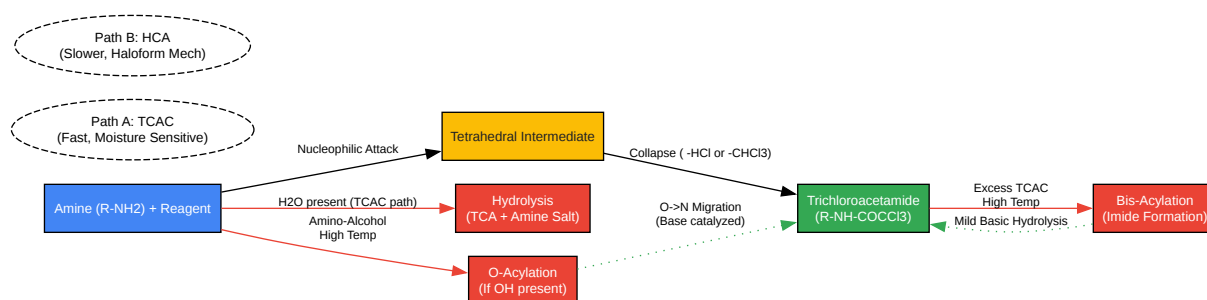 Path B: HCA
(Slower, Haloform Mech)
Path A: TCAC
(Fast, Moisture Sensitive)
Tetrahedral Intermediate
Nucleophilic Attack
Collapse ( -HCl or -CHCl3)
Amine (R-NH2) + Reagent
H2O present (TCAC path)
Hydrolysis
(TCA + Amine Salt)
Amino-Alcohol
High Temp
O->N Migration
(Base catalyzed)
Trichloroacetamide
(R-NH-COCCl3)
Excess TCAC
High Temp
Mild Basic Hydrolysis
Bis-Acylation
(Imide Formation)
O-Acylation
(If OH present)